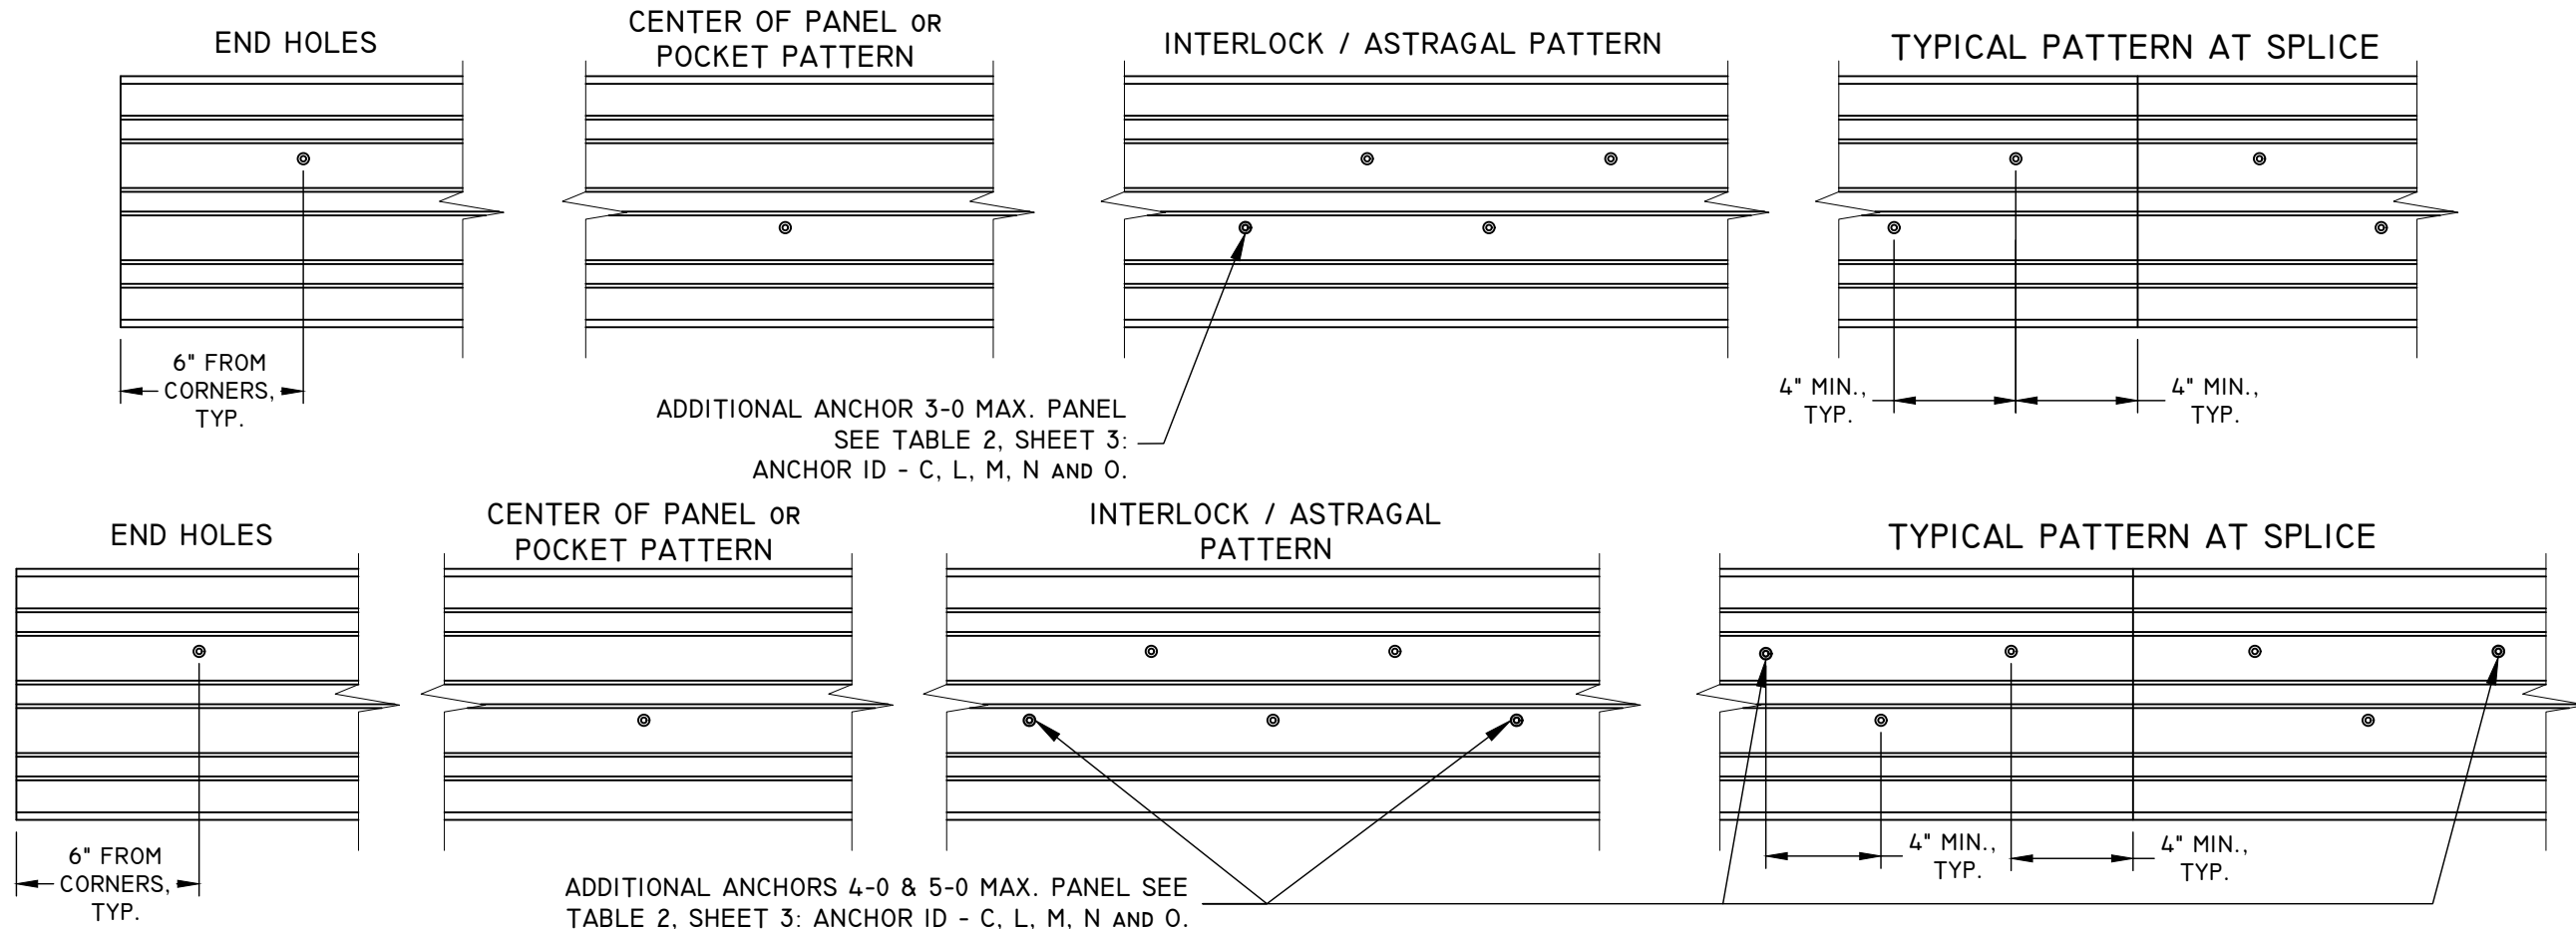 END HOLES
CENTER OF PANEL OR
POCKET PATTERN
INTERLOCK / ASTRAGAL PATTERN
TYPICAL PATTERN AT SPLICE
6" FROM
CORNERS,
TYP.
ADDITIONAL ANCHOR 3-0 MAX. PANEL
SEE TABLE 2, SHEET 3:
ANCHOR ID - C, L, M, N AND O.
4" MIN.,
TYP.
4" MIN.,
TYP.
END HOLES
CENTER OF PANEL OR
POCKET PATTERN
INTERLOCK / ASTRAGAL
PATTERN
TYPICAL PATTERN AT SPLICE
6" FROM
CORNERS,
TYP.
ADDITIONAL ANCHORS 4-0 & 5-0 MAX. PANEL SEE
TABLE 2, SHEET 3: ANCHOR ID - C, L, M, N AND O.
4" MIN.,
TYP.
4" MIN.,
TYP.